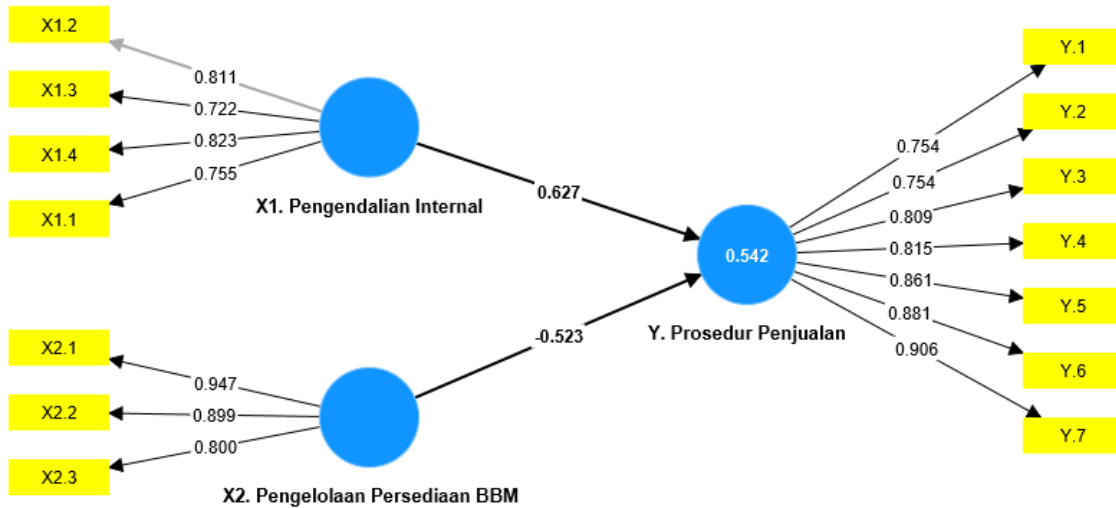 X1.2
0.811
X1.3
0.722
X1.4
0.823
0.755
X1.1
X1. Pengendalian Internal
0.627
X2.1
0.947
X2.2
0.899
0.800
X2.3
X2. Pengelolaan Persediaan BBM
-0.523
0.542
Y. Prosedur Penjualan
Y.1
0.754
Y.2
0.754
Y.3
0.809
Y.4
0.815
0.861
Y.5
0.881
Y.6
0.906
Y.7